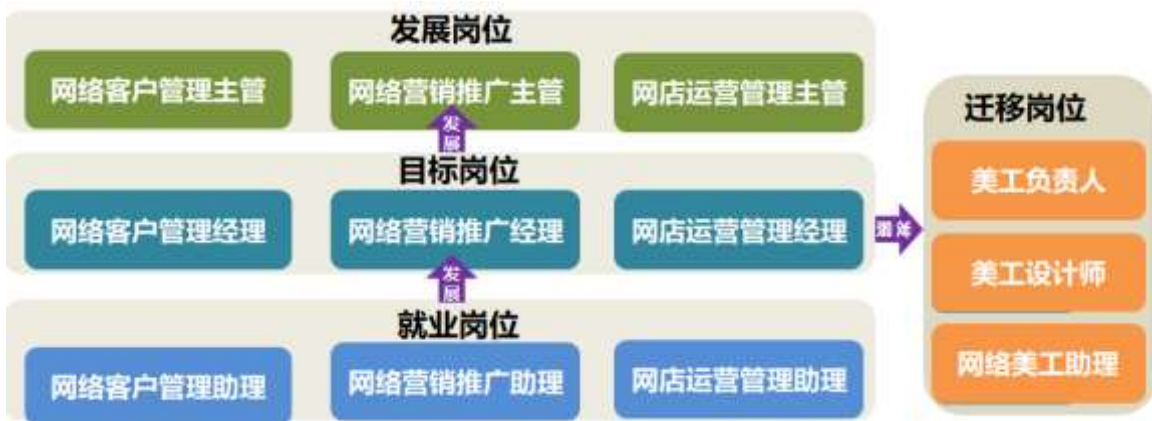 发展岗位
网络客户管理主管
网络营销推广主管
网店运营管理主管
发展
目标岗位
网络客户管理经理
网络营销推广经理
网店运营管理经理
发展
就业岗位
网络客户管理助理
网络营销推广助理
网店运营管理助理
迁移岗位
美工负责人
美工设计师
网络美工助理